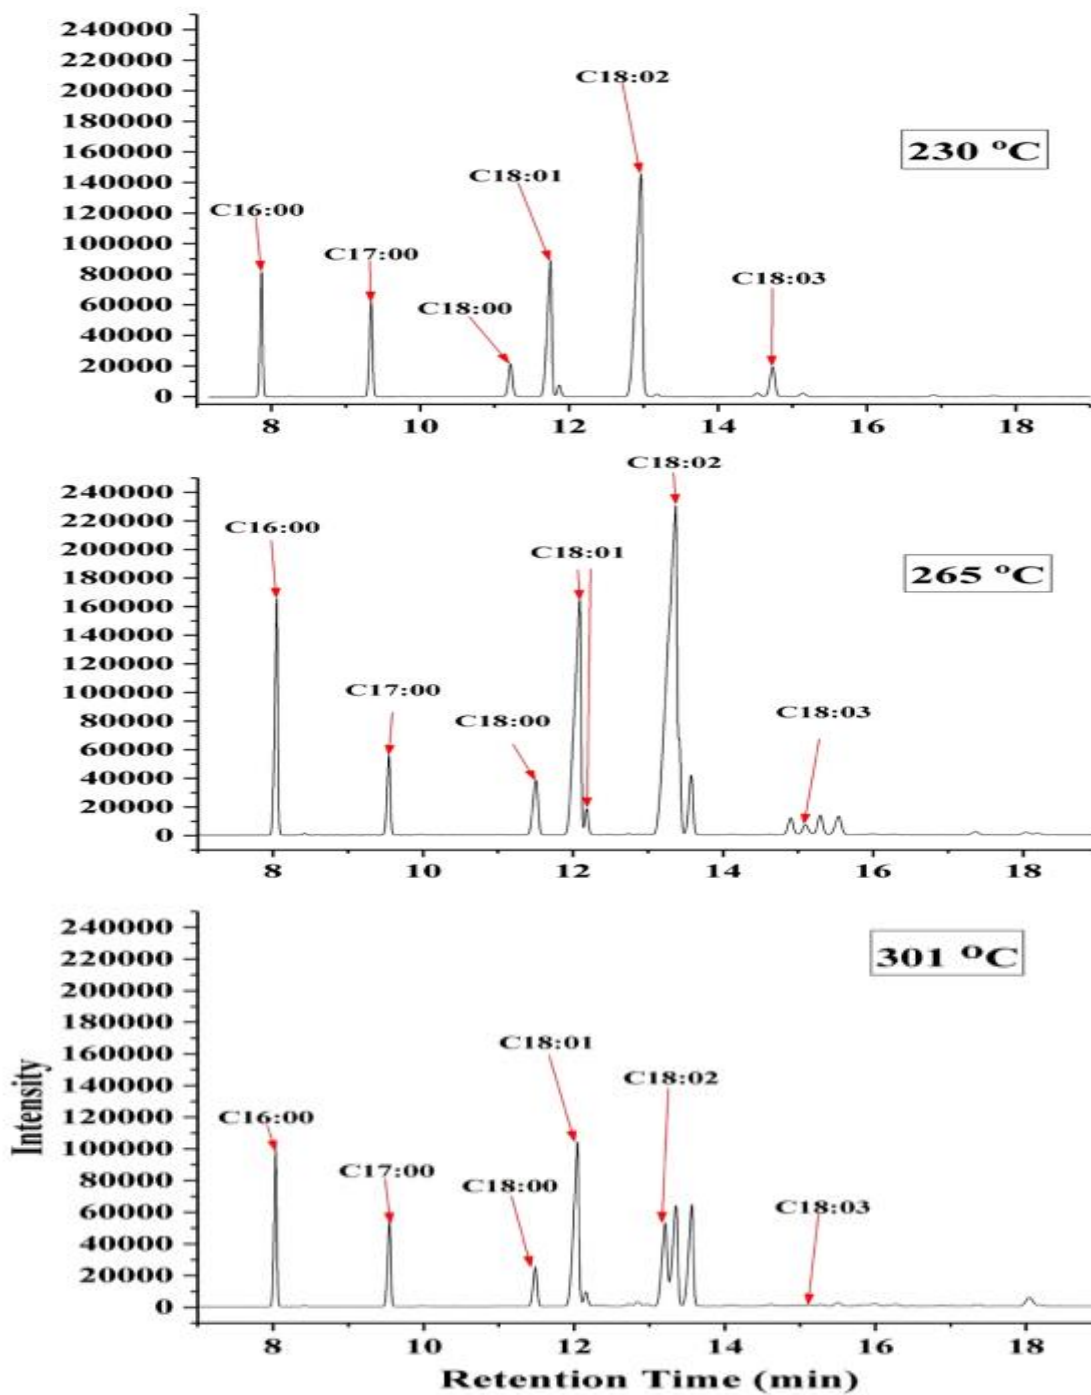 240000
220000
200000
180000
160000
140000
120000
100000
80000
60000
40000
20000
0
C18:02
C18:01
C16:00
C17:00
C18:00
C18:03
230 °C
8 10 12 14 16 18
240000
220000
200000
180000
160000
140000
120000
100000
80000
60000
40000
20000
0
C18:02
C16:00
C18:01
C17:00
C18:00
C18:03
265 °C
8 10 12 14 16 18
Intensity
240000
220000
200000
180000
160000
140000
120000
100000
80000
60000
40000
20000
0
C18:01
C18:02
C16:00
C17:00
C18:00
C18:03
301 °C
8 10 12 14 16 18
Retention Time (min)